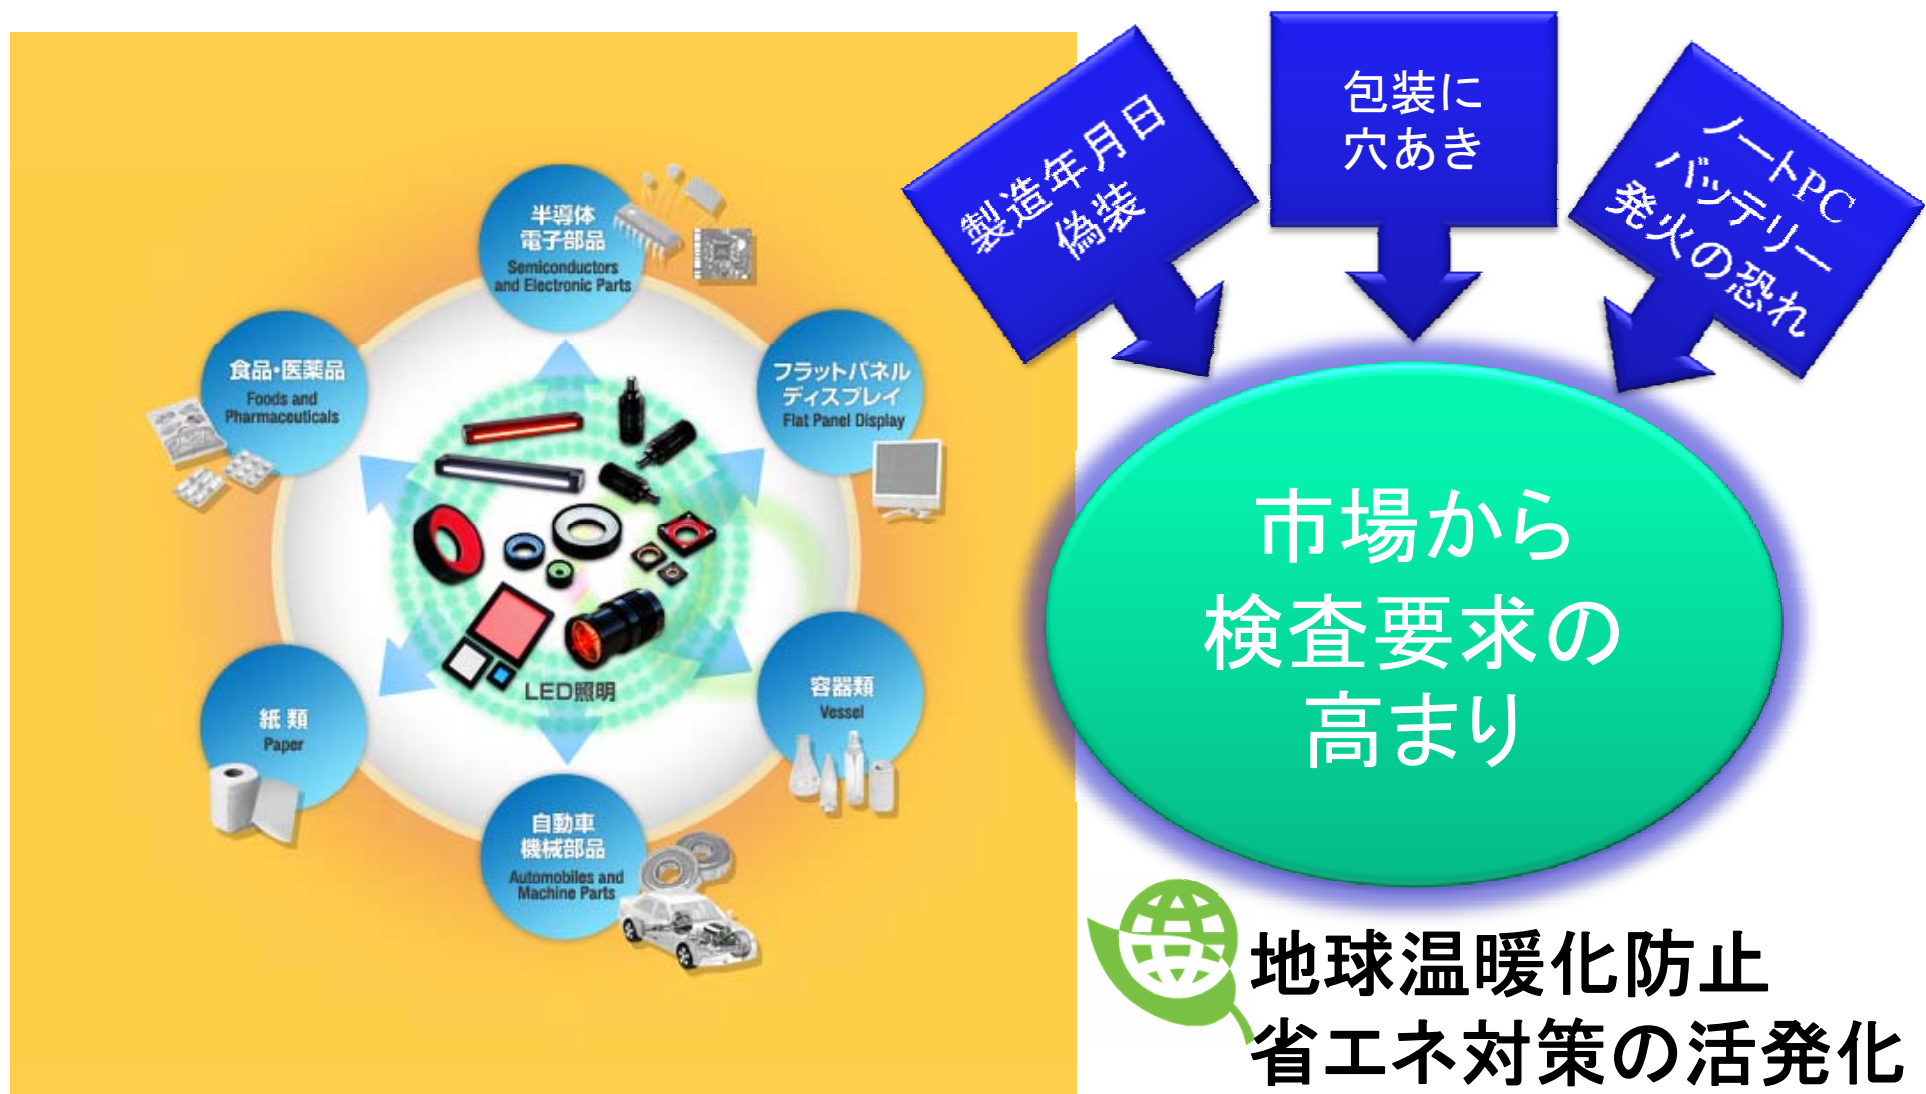 半導体
電子部品
Semiconductors
and Electronic Parts
食品・医薬品
Foods and
Pharmaceuticals
フラットパネル
ディスプレイ
Flat Panel Display
LED照明
紙 類
Paper
容器類
Vessel
自動車
機械部品
Automobiles and
Machine Parts
製造年月日
偽装
包装に
穴あき
ノートPC
バッテリー
発火の恐れ
市場から
検査要求の
高まり
地球温暖化防止
省エネ対策の活発化